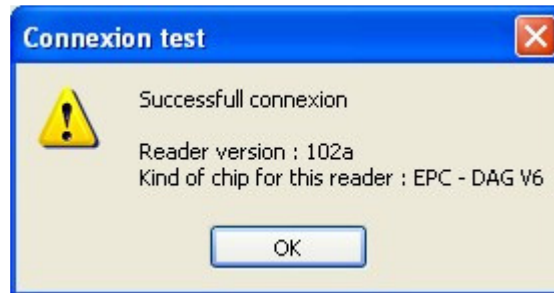 Connexion test
Successfull connexion
Reader version : 102a
Kind of chip for this reader : EPC - DAG V6
OK